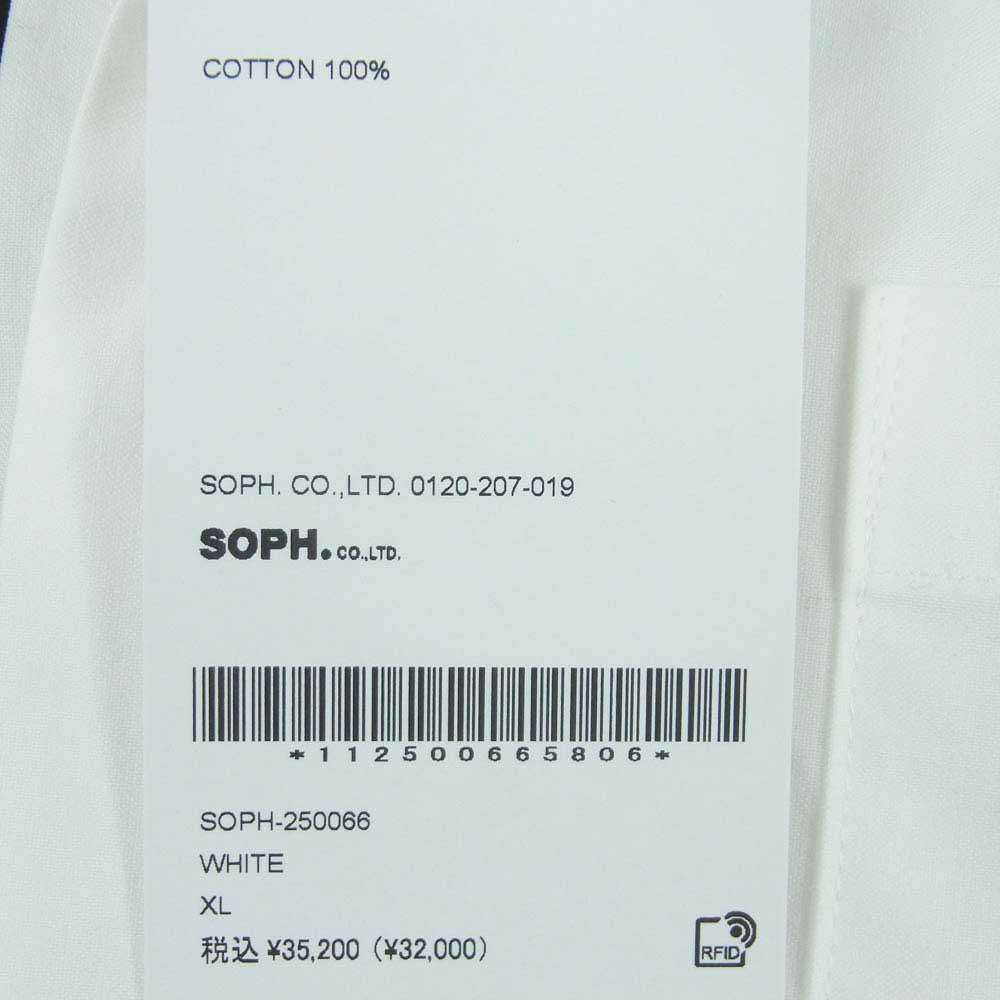 COTTON 100%
SOPH. CO.,LTD. 0120-207-019
SOPH. CO.,LTD.
*112500665806*
SOPH-250066
WHITE
XL
税込 ¥35,200 (¥32,000)
RFID